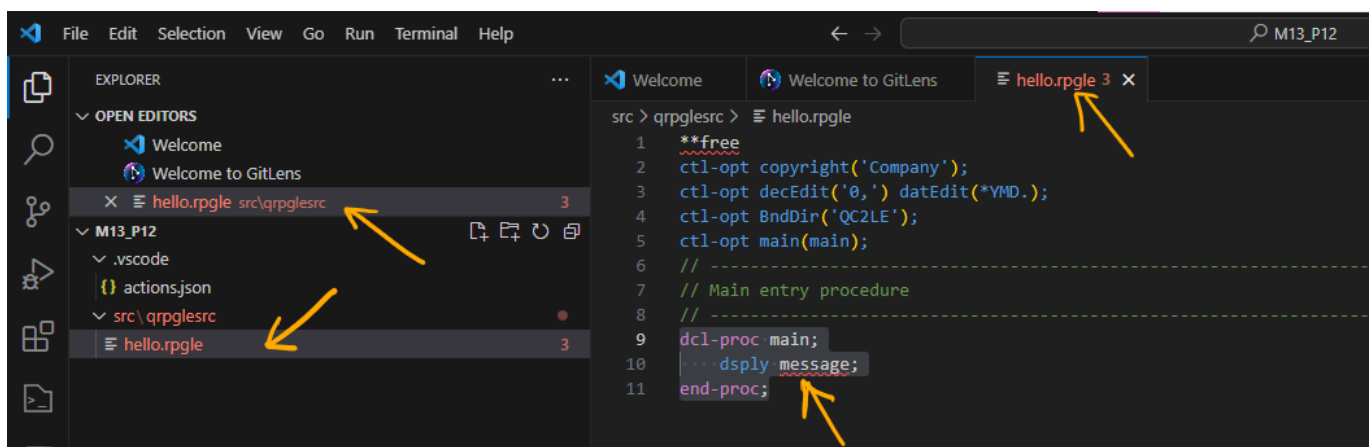 File Edit Selection View Go Run Terminal Help
M13_P12
EXPLORER
OPEN EDITORS
Welcome
Welcome to GitLens
hello.rpgle src\qrpglesrc 3
M13_P12
.vscode
{} actions.json
src\qrpglesrc
hello.rpgle 3
Welcome
Welcome to GitLens
hello.rpgle 3
src > qrpglesrc > hello.rpgle
1 **free
2 ctl-opt copyright('Company');
3 ctl-opt decEdit('0,') datEdit(*YMD.);
4 ctl-opt BndDir('QC2LE');
5 ctl-opt main(main);
6 // ------------------------------------------------------------------
7 // Main entry procedure
8 // ------------------------------------------------------------------
9 dcl-proc main;
10 ····dsply message;
11 end-proc;